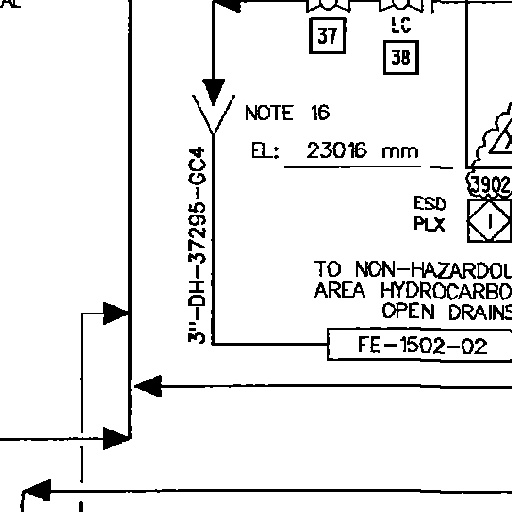 37
LC
38
NOTE 16
EL: 23016 mm
3"-DH-37295-GC4
3902
ESD
PLX
I
TO NON-HAZARDOU
AREA HYDROCARBO
OPEN DRAINS
FE-1502-02